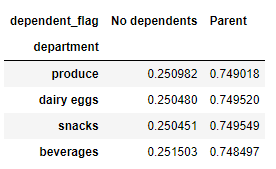 dependent_flag No dependents Parent
department
produce 0.250982 0.749018
dairy eggs 0.250480 0.749520
snacks 0.250451 0.749549
beverages 0.251503 0.748497